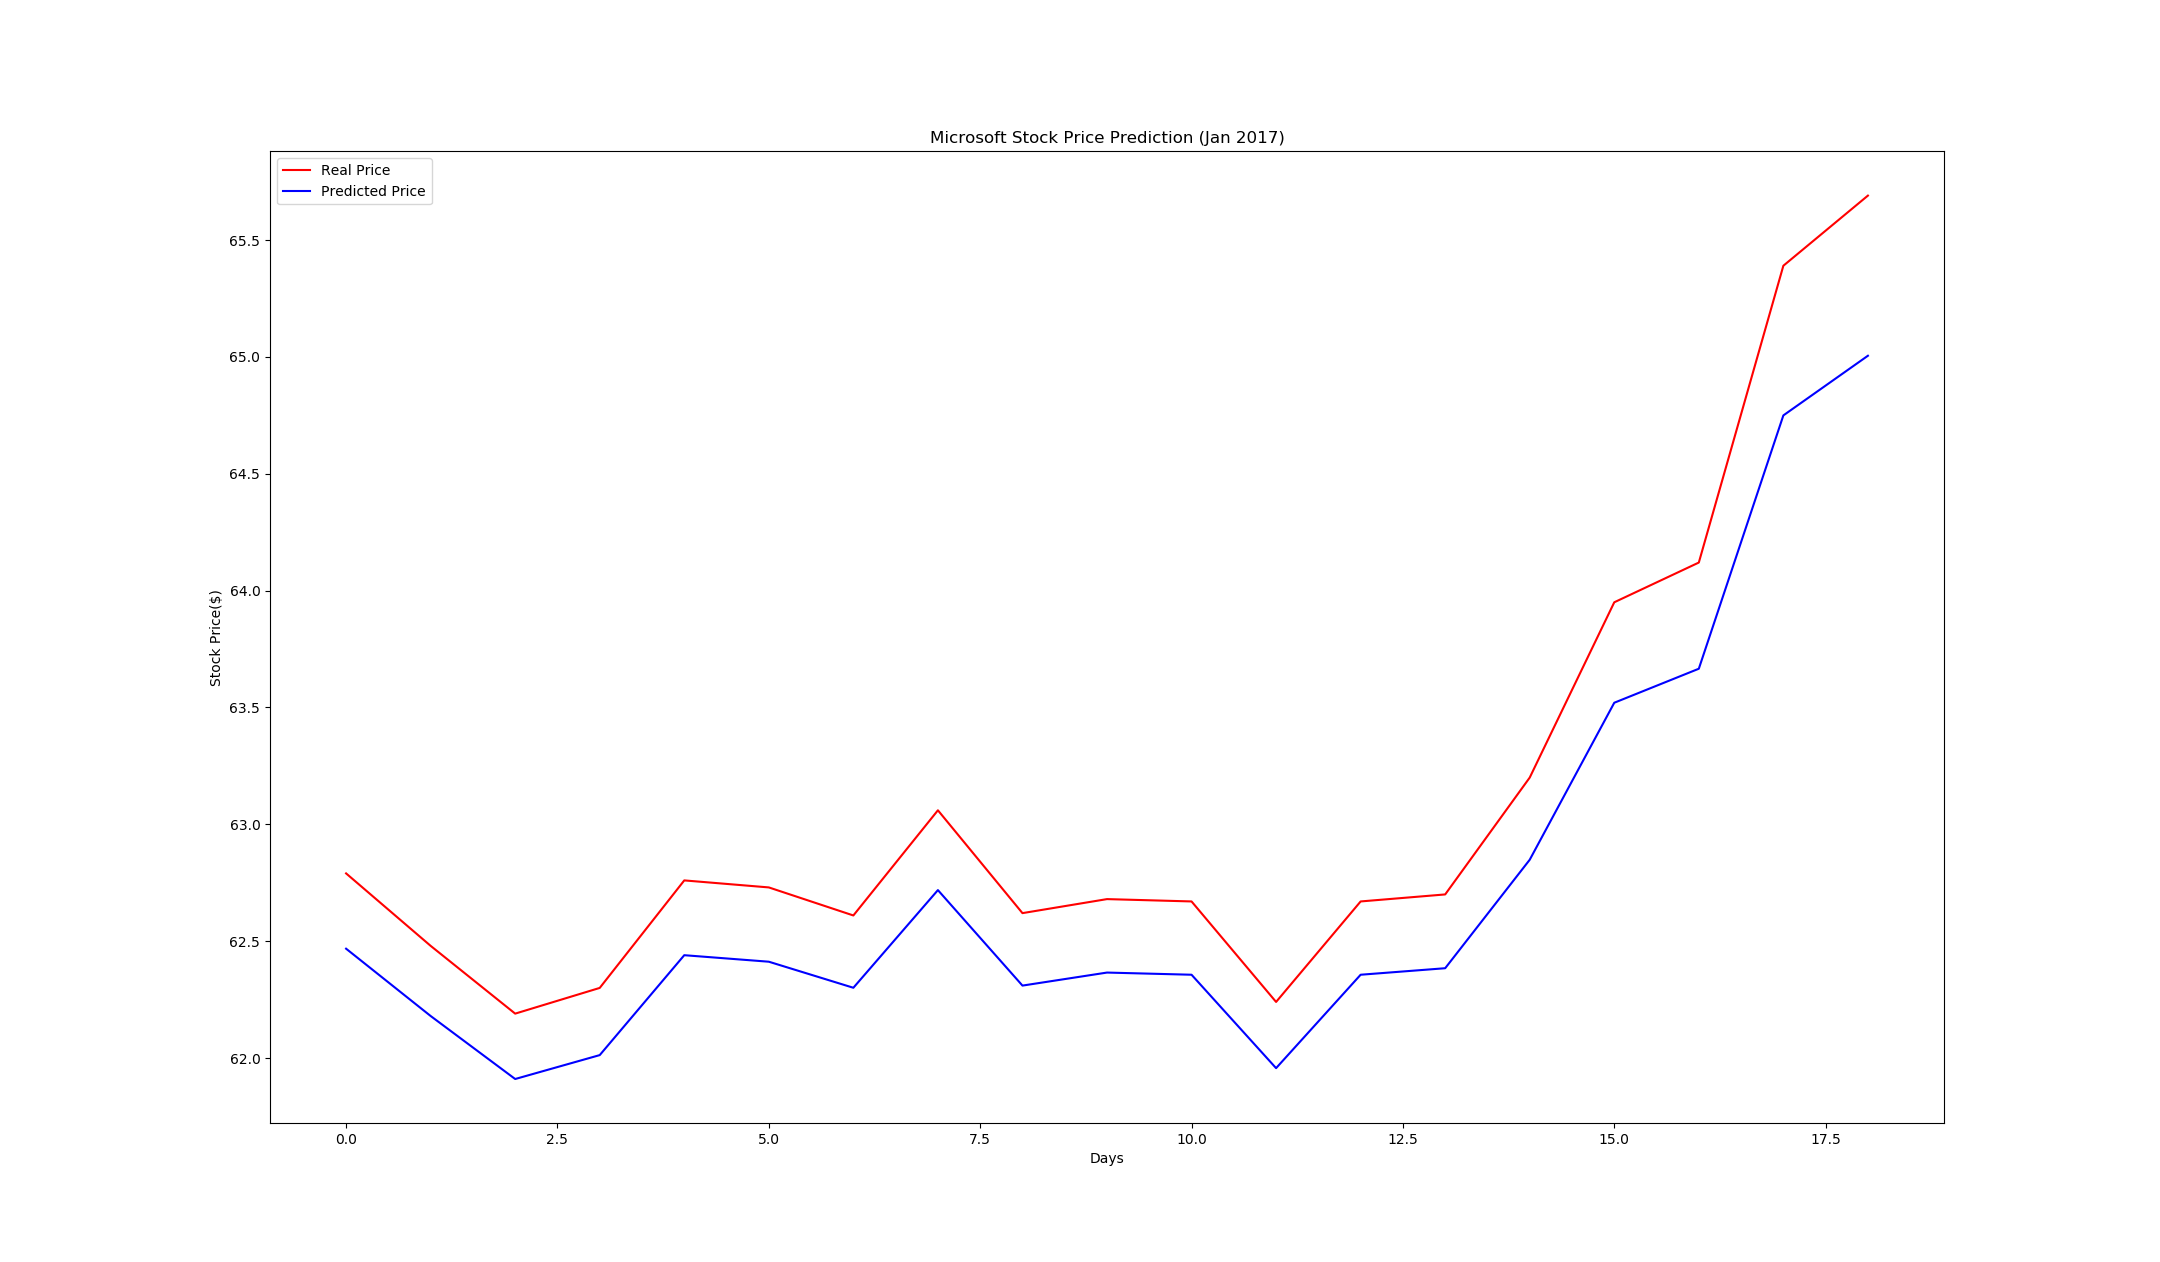 Microsoft Stock Price Prediction (Jan 2017)
Real Price
Predicted Price
65.5
65.0
64.5
64.0
63.5
63.0
62.5
62.0
Stock Price($)
0.0 2.5 5.0 7.5 10.0 12.5 15.0 17.5
Days